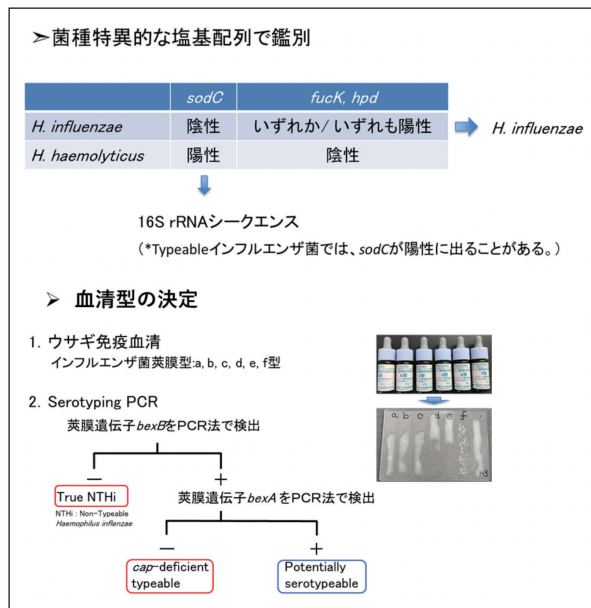 ➢菌種特異的な塩基配列で鑑別
sodC fucK, hpd
H. influenzae 陰性 いずれか/ いずれも陽性 H. influenzae
H. haemolyticus 陽性 陰性
16S rRNAシークエンス
(*Typeableインフルエンザ菌では、sodCが陽性に出ることがある。)
➢ 血清型の決定
1. ウサギ免疫血清
インフルエンザ菌莢膜型:a, b, c, d, e, f型
a b c d e f
2. Serotyping PCR
莢膜遺伝子bexBをPCR法で検出
− +
True NTHi 莢膜遺伝子bexAをPCR法で検出
NTHi : Non-Typeable
Haemophilus inflenzae
− +
cap-deficient
typeable
Potentially
serotypeable